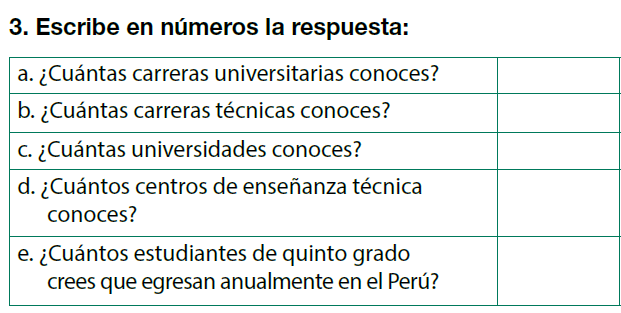 3. Escribe en números la respuesta:
a. ¿Cuántas carreras universitarias conoces?
b. ¿Cuántas carreras técnicas conoces?
c. ¿Cuántas universidades conoces?
d. ¿Cuántos centros de enseñanza técnica
conoces?
e. ¿Cuántos estudiantes de quinto grado
crees que egresan anualmente en el Perú?